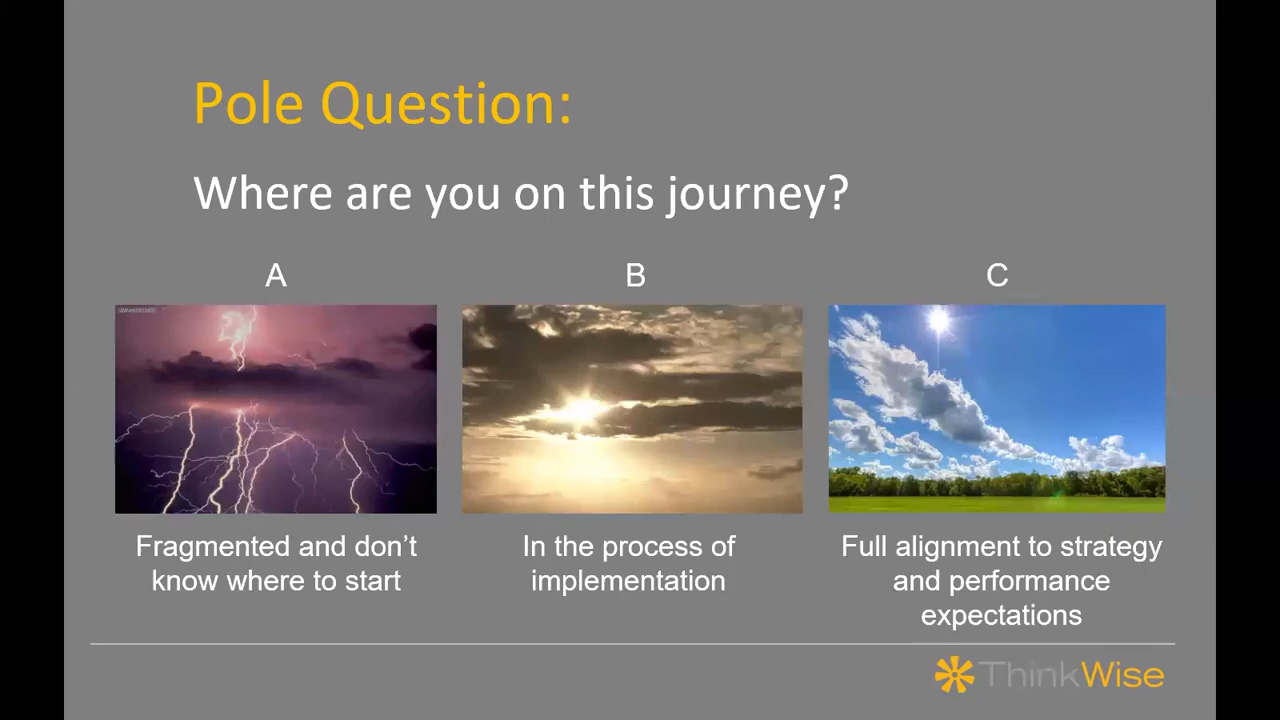 Pole Question:
Where are you on this journey?
A
B
C
Fragmented and don't
know where to start
In the process of
implementation
Full alignment to strategy
and performance
expectations
ThinkWise